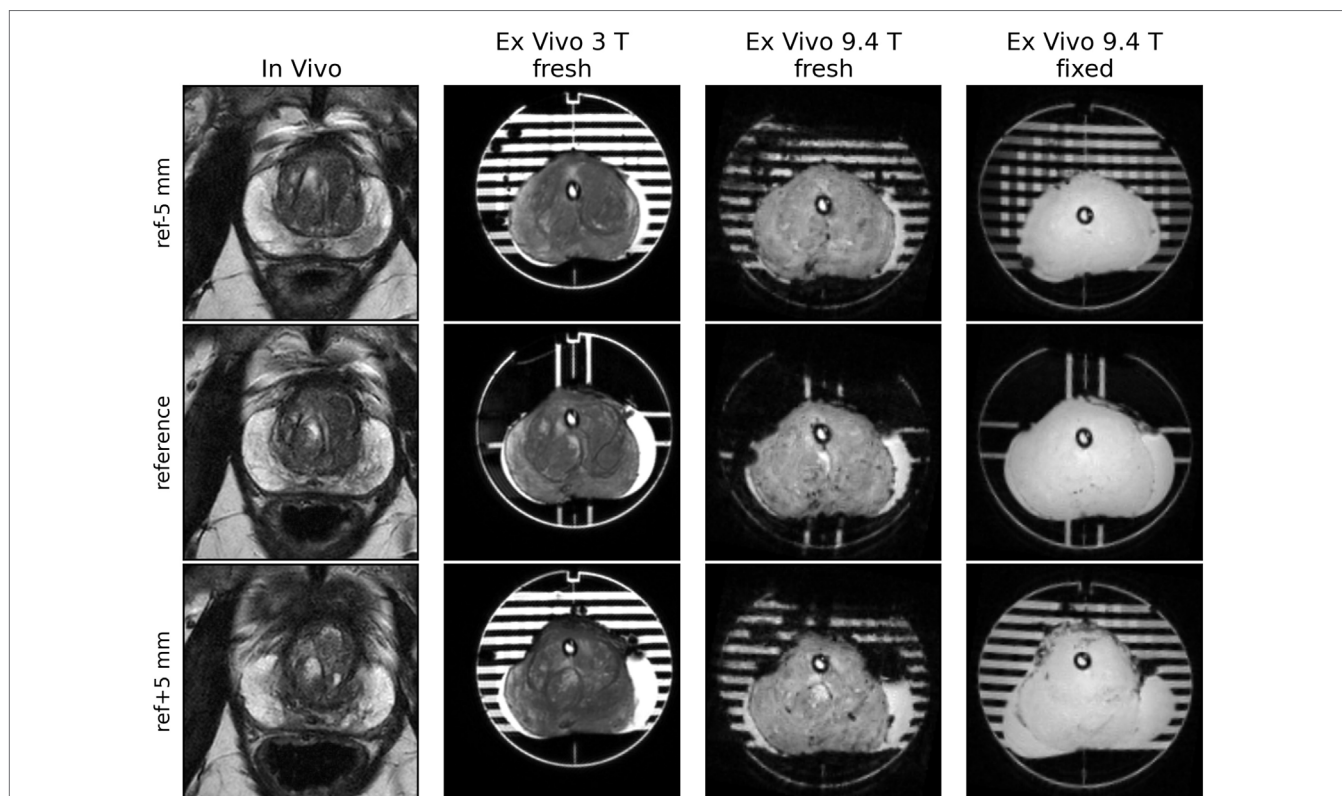 In Vivo
Ex Vivo 3 T
fresh
Ex Vivo 9.4 T
fresh
Ex Vivo 9.4 T
fixed
ref-5 mm
reference
ref+5 mm